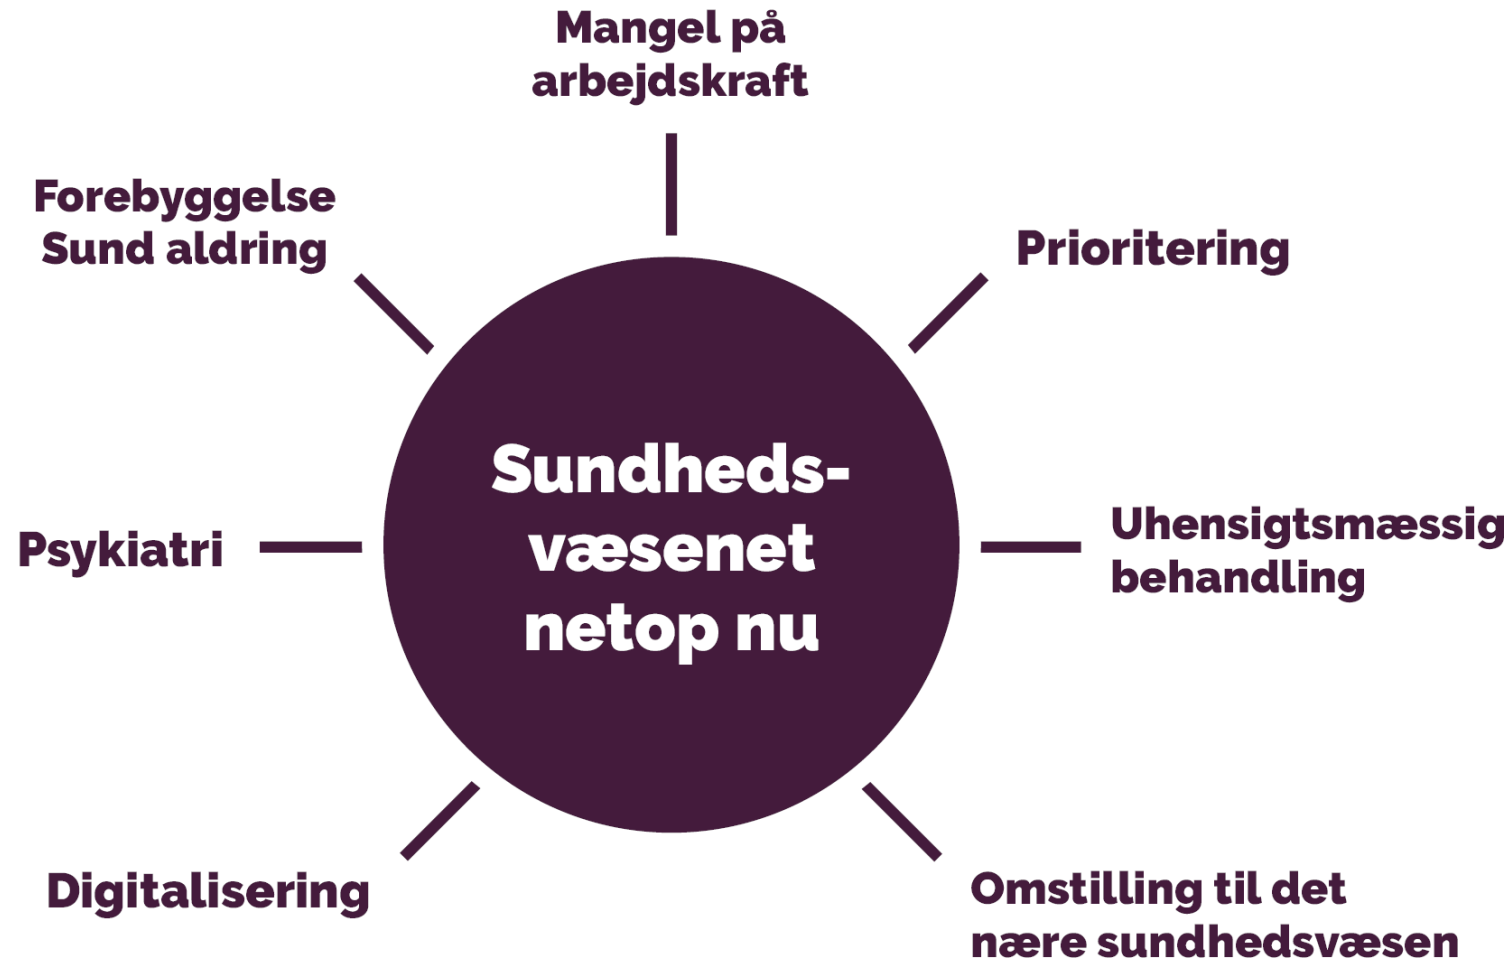 Mangel på
arbejdskraft
Forebyggelse
Sund aldring
Prioritering
Sundheds-
væsenet
netop nu
Psykiatri
Uhensigtsmæssig
behandling
Digitalisering
Omstilling til det
nære sundhedsvæsen